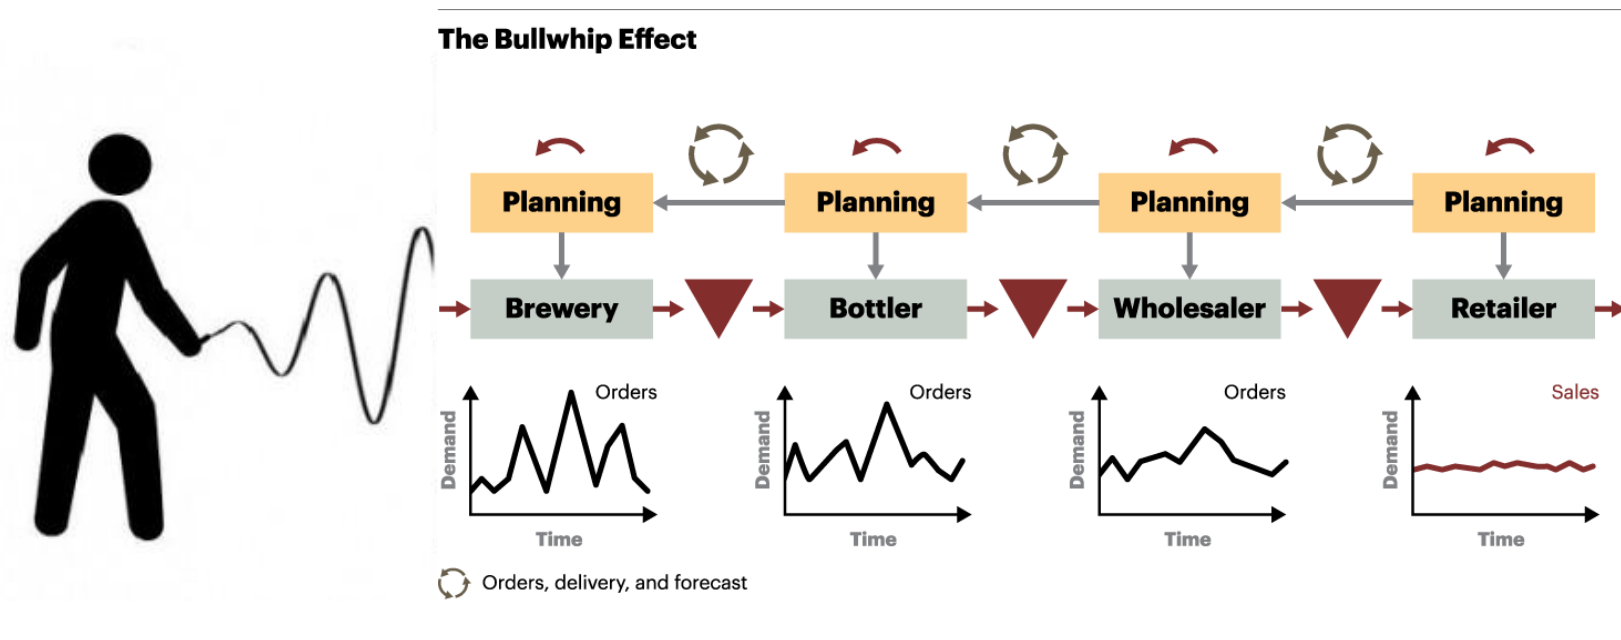 The Bullwhip Effect
Planning Planning Planning Planning
Brewery Bottler Wholesaler Retailer
Orders Orders Orders Sales
Demand Demand Demand Demand
Time Time Time Time
Orders, delivery, and forecast